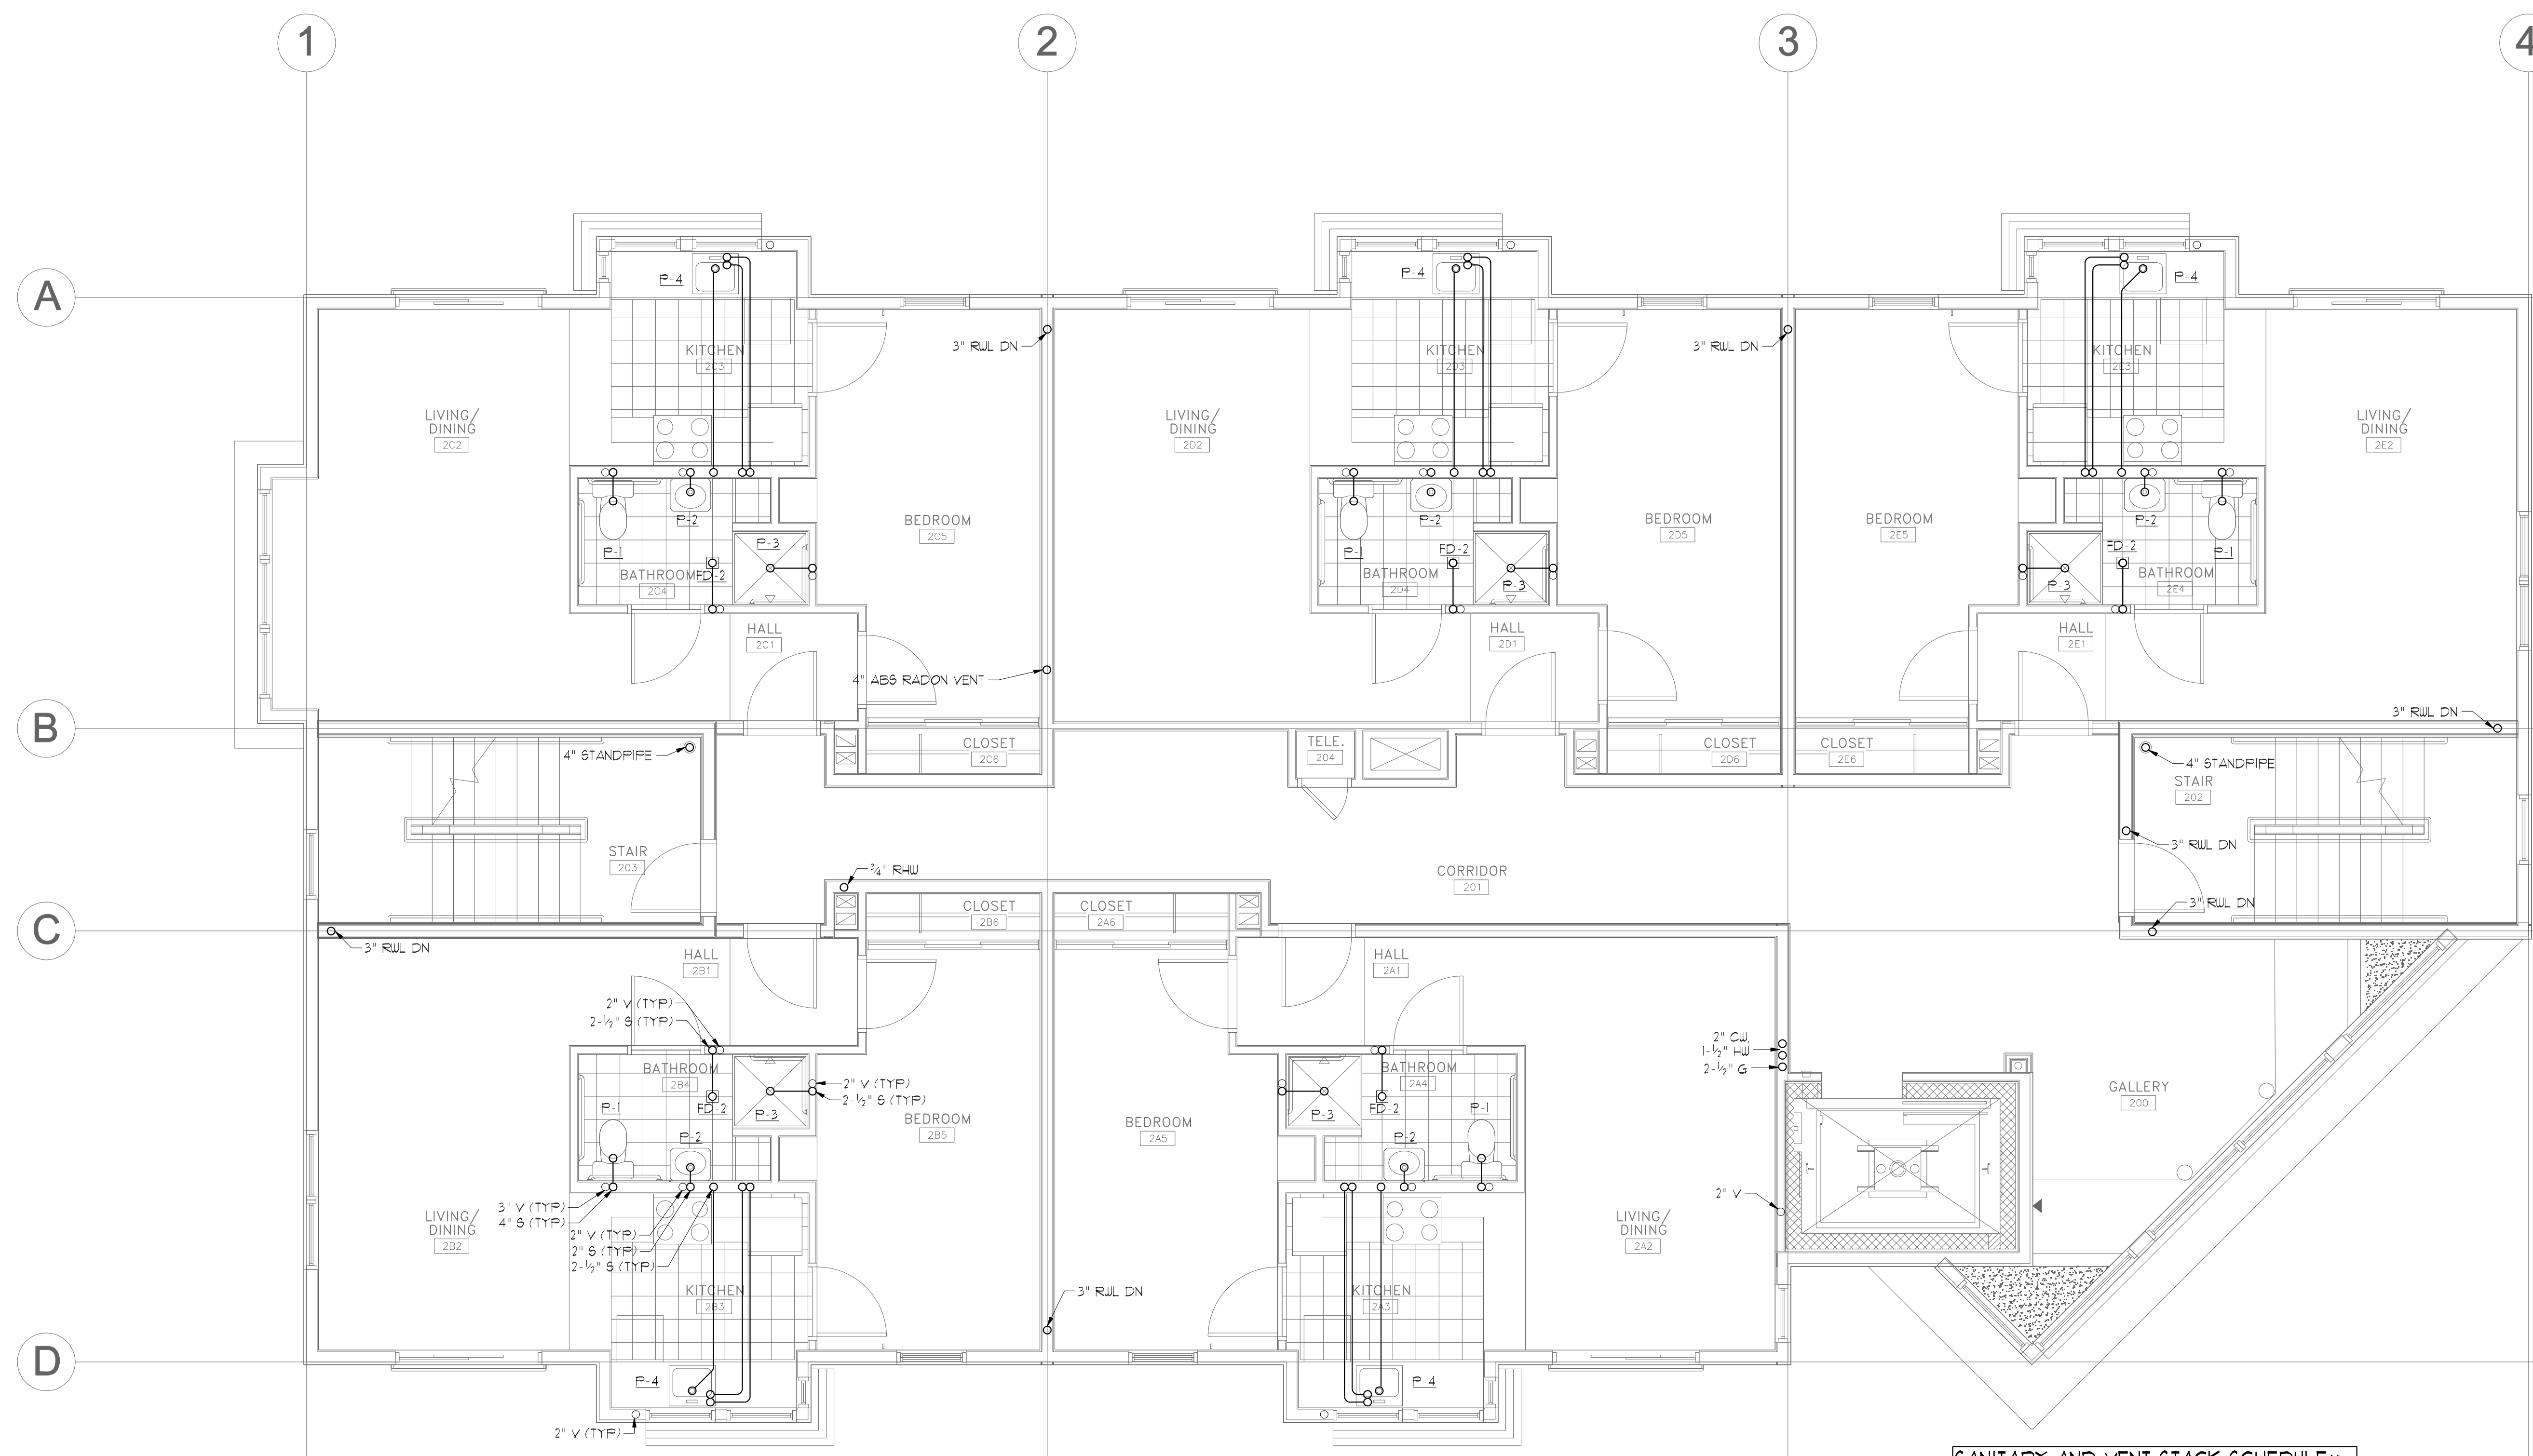 1
2
3
4
A
P-4
P-4
P-4
3" RWL DN
3" RWL DN
KITCHEN
2C3
KITCHEN
2D3
KITCHEN
2E3
LIVING/
DINING
2C2
LIVING/
DINING
2D2
LIVING/
DINING
2E2
P-2
BEDROOM
2C5
P-2
BEDROOM
2D5
BEDROOM
2E5
P-2
P-1
P-3
BATHROOM
2C4
FD-2
P-1
FD-2
BATHROOM
2D4
P-3
FD-2
P-1
P-3
BATHROOM
2E4
HALL
2C1
HALL
2D1
HALL
2E1
4" ABS RADON VENT
B
3" RWL DN
4" STANDPIPE
CLOSET
2C6
TELE.
204
CLOSET
2D6
CLOSET
2E6
4" STANDPIPE
STAIR
202
3" RWL DN
STAIR
203
3/4" RHW
CORRIDOR
201
3" RWL DN
C
CLOSET
2B6
CLOSET
2A6
3" RWL DN
HALL
2B1
HALL
2A1
2" V (TYP)
2-1/2" S (TYP)
2" CW,
1-1/2" HW
2-1/2" G
BATHROOM
2B4
2" V (TYP)
2-1/2" S (TYP)
BATHROOM
2A4
GALLERY
200
P-1
FD-2
P-3
BEDROOM
2B5
BEDROOM
2A5
P-3
FD-2
P-1
P-2
P-2
3" V (TYP)
4" S (TYP)
2" V (TYP)
2" S (TYP)
2-1/2" S (TYP)
2" V
LIVING/
DINING
2B2
LIVING/
DINING
2A2
KITCHEN
2B3
3" RWL DN
KITCHEN
2A3
D
P-4
P-4
2" V (TYP)
SANITARY AND VENT STACK SCHEDULE